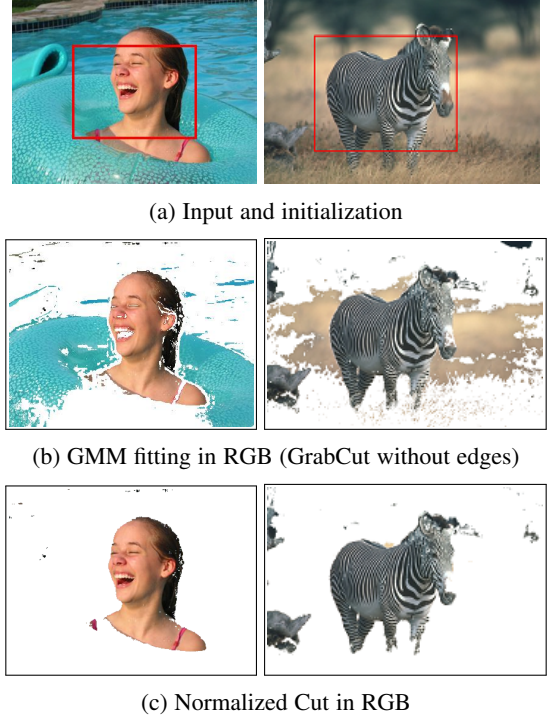 (a) Input and initialization
(b) GMM fitting in RGB (GrabCut without edges)
(c) Normalized Cut in RGB